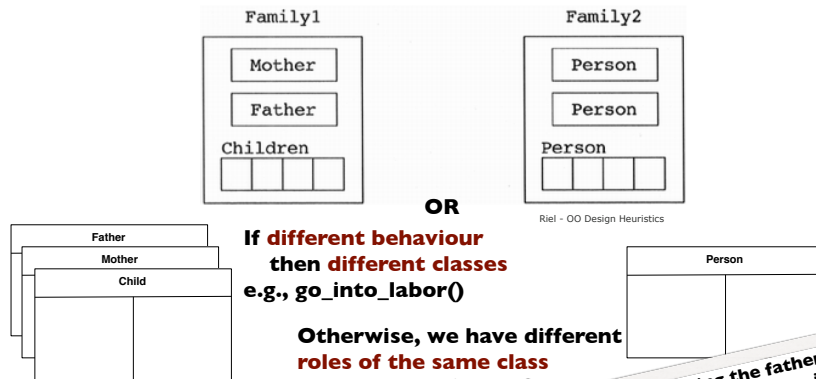 Family1
Family2
Mother
Person
Father
Person
Children
Person
OR
Riel - OO Design Heuristics
Father
Mother
Child
If different behaviour
then different classes
e.g., go_into_labor()
Person
Otherwise, we have different
roles of the same class
the father